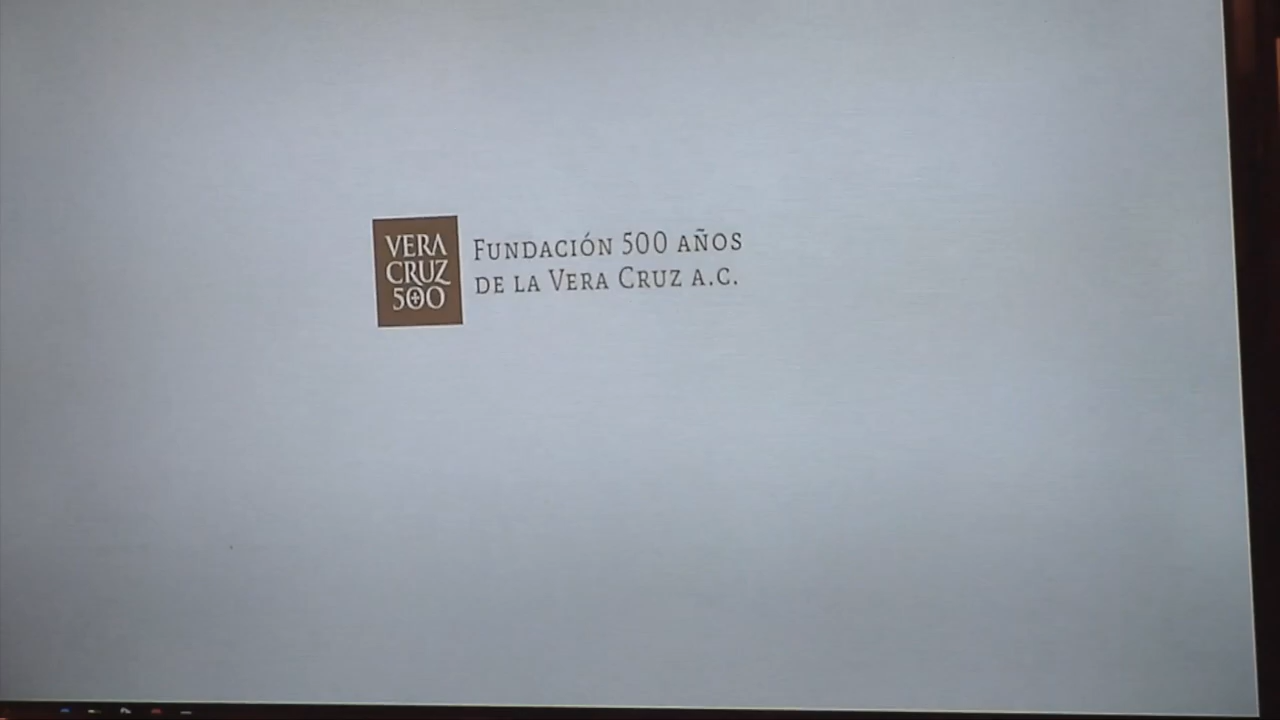 VERA
CRUZ
500
FUNDACIÓN 500 AÑOS
DE LA VERA CRUZ A.C.